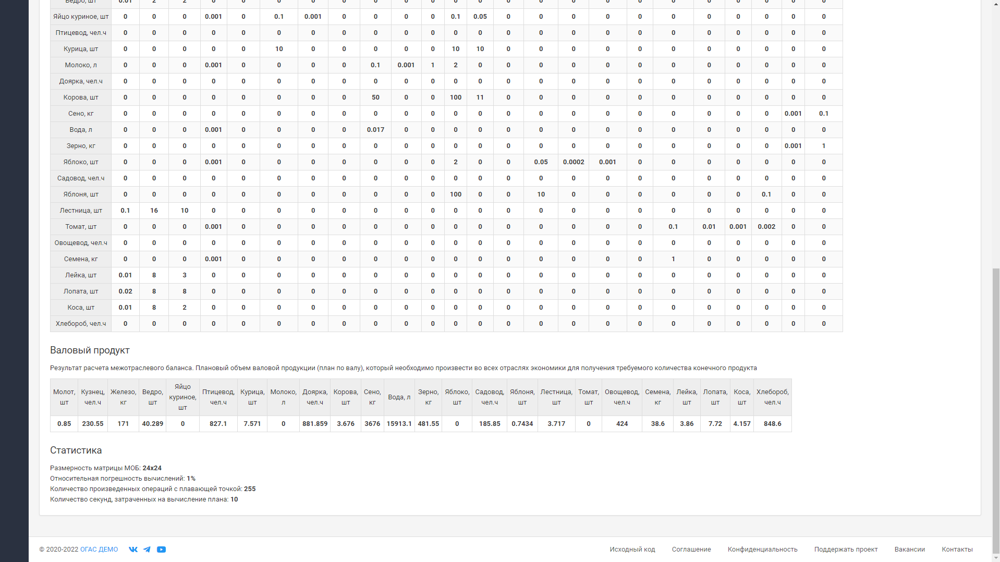 Ведро, шт 0.01 2 2 0 0 0 0 0 0 0 0 0 0 0 0 0 0 0 0 0 0 0 0 0
Яйцо куриное, шт 0 0 0 0.001 0 0.1 0.001 0 0 0 0 0.1 0.05 0 0 0 0 0 0 0 0 0 0 0
Птицевод, чел.ч 0 0 0 0 0 0 0 0 0 0 0 0 0 0 0 0 0 0 0 0 0 0 0 0
Курица, шт 0 0 0 0 0 10 0 0 0 0 0 10 10 0 0 0 0 0 0 0 0 0 0 0
Молоко, л 0 0 0 0.001 0 0 0 0 0.1 0.001 1 2 0 0 0 0 0 0 0 0 0 0 0 0
Доярка, чел.ч 0 0 0 0 0 0 0 0 0 0 0 0 0 0 0 0 0 0 0 0 0 0 0 0
Корова, шт 0 0 0 0 0 0 0 0 50 0 0 100 11 0 0 0 0 0 0 0 0 0 0 0
Сено, кг 0 0 0 0 0 0 0 0 0 0 0 0 0 0 0 0 0 0 0 0 0 0 0.001 0.1
Вода, л 0 0 0 0.001 0 0 0 0 0.017 0 0 0 0 0 0 0 0 0 0 0 0 0 0 0
Зерно, кг 0 0 0 0 0 0 0 0 0 0 0 0 0 0 0 0 0 0 0 0 0 0 0.001 1
Яблоко, шт 0 0 0 0.001 0 0 0 0 0 0 0 2 0 0 0.05 0.0002 0.001 0 0 0 0 0 0 0
Садовод, чел.ч 0 0 0 0 0 0 0 0 0 0 0 0 0 0 0 0 0 0 0 0 0 0 0 0
Яблоня, шт 0 0 0 0 0 0 0 0 0 0 0 100 0 0 10 0 0 0 0 0 0 0.1 0 0
Лестница, шт 0.1 16 10 0 0 0 0 0 0 0 0 0 0 0 0 0 0 0 0 0 0 0 0 0
Томат, шт 0 0 0 0.001 0 0 0 0 0 0 0 0 0 0 0 0 0 0 0.1 0.01 0.001 0.002 0 0
Овощевод, чел.ч 0 0 0 0 0 0 0 0 0 0 0 0 0 0 0 0 0 0 0 0 0 0 0 0
Семена, кг 0 0 0 0.001 0 0 0 0 0 0 0 0 0 0 0 0 0 0 1 0 0 0 0 0
Лейка, шт 0.01 8 3 0 0 0 0 0 0 0 0 0 0 0 0 0 0 0 0 0 0 0 0 0
Лопата, шт 0.02 8 8 0 0 0 0 0 0 0 0 0 0 0 0 0 0 0 0 0 0 0 0 0
Коса, шт 0.01 8 2 0 0 0 0 0 0 0 0 0 0 0 0 0 0 0 0 0 0 0 0 0
Хлебороб, чел.ч 0 0 0 0 0 0 0 0 0 0 0 0 0 0 0 0 0 0 0 0 0 0 0 0
Валовый продукт
Результат расчета межотраслевого баланса. Плановый объем валовой продукции (план по валу), который необходимо произвести во всех отраслях экономики для получения требуемого количества конечного продукта
Молот, шт Кузнец, чел.ч Железо, кг Ведро, шт Яйцо куриное, шт Птицевод, чел.ч Курица, шт Молоко, л Доярка, чел.ч Корова, шт Сено, кг Вода, л Зерно, кг Яблоко, шт Садовод, чел.ч Яблоня, шт Лестница, шт Томат, шт Овощевод, чел.ч Семена, кг Лейка, шт Лопата, шт Коса, шт Хлебороб, чел.ч
0.85 230.55 171 40.289 0 827.1 7.571 0 881.859 3.676 3676 15913.1 481.55 0 185.85 0.7434 3.717 0 424 38.6 3.86 7.72 4.157 848.6
Статистика
Размерность матрицы МОБ: 24x24
Относительная погрешность вычислений: 1%
Количество произведенных операций с плавающей точкой: 255
Количество секунд, затраченных на вычисление плана: 10
© 2020-2022 ОГАС ДЕМО Исходный код Соглашение Конфиденциальность Поддержать проект Вакансии Контакты